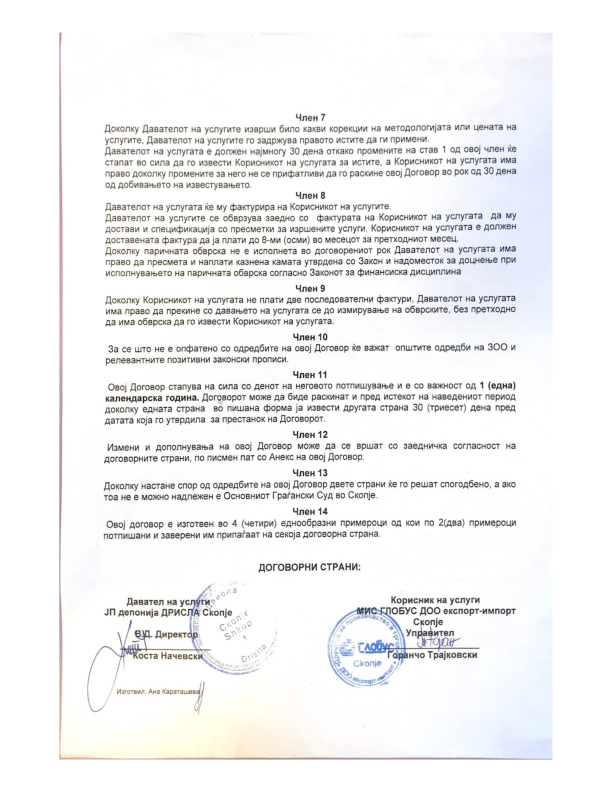 Член 7
Доколку Давателот на услугите изврши било какви корекции на методологијата или цената на
услугите, Давателот на услугите го задржува правото истите да ги примени.
Давателот на услугата е должен најмногу 30 дена откако промените на став 1 од овој член ќе
стапат во сила да го извести Корисникот на услугата за истите, а Корисникот на услугата има
право доколку промените за него не се прифатливи да го раскине овој Договор во рок од 30 дена
од добивањето на известувањето.
Член 8
Давателот на услугата ќе му фактурира на Корисникот на услугите.
Давателот на услугите се обврзува заедно со фактурата на Корисникот на услугата да му
достави и спецификација со пресметки за извршените услуги. Корисникот на услугата е должен
доставената фактура да ја плати до 8-ми (осми) во месецот за претходниот месец.
Доколку паричната обврска не е исполнета во договорениот рок Давателот на услугата има
право да пресмета и наплати казнена камата утврдена со Закон и надоместок за доцнење при
исполнувањето на паричната обврска согласно Законот за финансиска дисциплина
Член 9
Доколку Корисникот на услугата не плати две последователни фактури, Давателот на услугата
има право да прекине со давањето на услугата се до измирување на обврските, без претходно
да има обврска да го извести Корисникот на услугата.
Член 10
За се што не е опфатено со одредбите на овој Договор ќе важат општите одредби на ЗОО и
релевантните позитивни законски прописи.
Член 11
Овој Договор стапува на сила со денот на неговото потпишување и е со важност од 1 (една)
календарска година. Договорот може да биде раскинат и пред истекот на наведениот период
доколку едната страна во пишана форма ја извести другата страна 30 (триесет) дена пред
датата која го утврдила за престанок на Договорот.
Член 12
Измени и дополнувања на овој Договор може да се вршат со заедничка согласност на
договорните страни, по писмен пат со Анекс на овој Договор.
Член 13
Доколку настане спор од одредбите на овој Договор двете страни ќе го решат спогодбено, а ако
тоа не е можно надлежен е Основниот Граѓански Суд во Скопје.
Член 14
Овој договор е изготвен во 4 (четири) еднообразни примероци од кои по 2(два) примероци
потпишани и заверени им припаѓаат на секоја договорна страна.
ДОГОВОРНИ СТРАНИ:
Давател на услуги
ЈП депонија ДРИСЛА Скопје
В.Д. Директор
Коста Начевски
Изготвил: Ана Караташева
Скопје
Shkup
1
Drisla
Корисник на услуги
МИС ГЛОБУС ДОО експорт-импорт
Скопје
Управител
Горанчо Трајковски
ГЛОБУС
Скопје